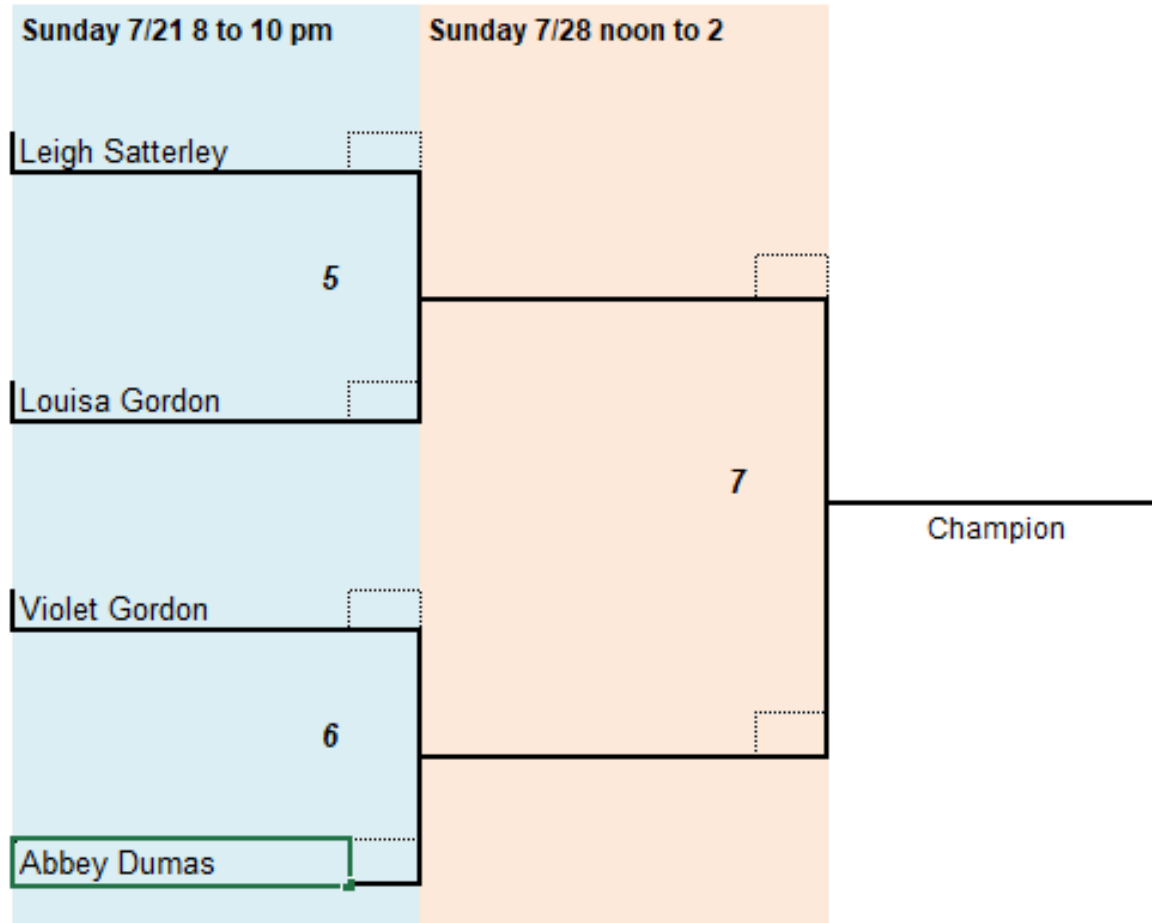 Sunday 7/21 8 to 10 pm
Sunday 7/28 noon to 2
Leigh Satterley
5
Louisa Gordon
7
Champion
Violet Gordon
6
Abbey Dumas